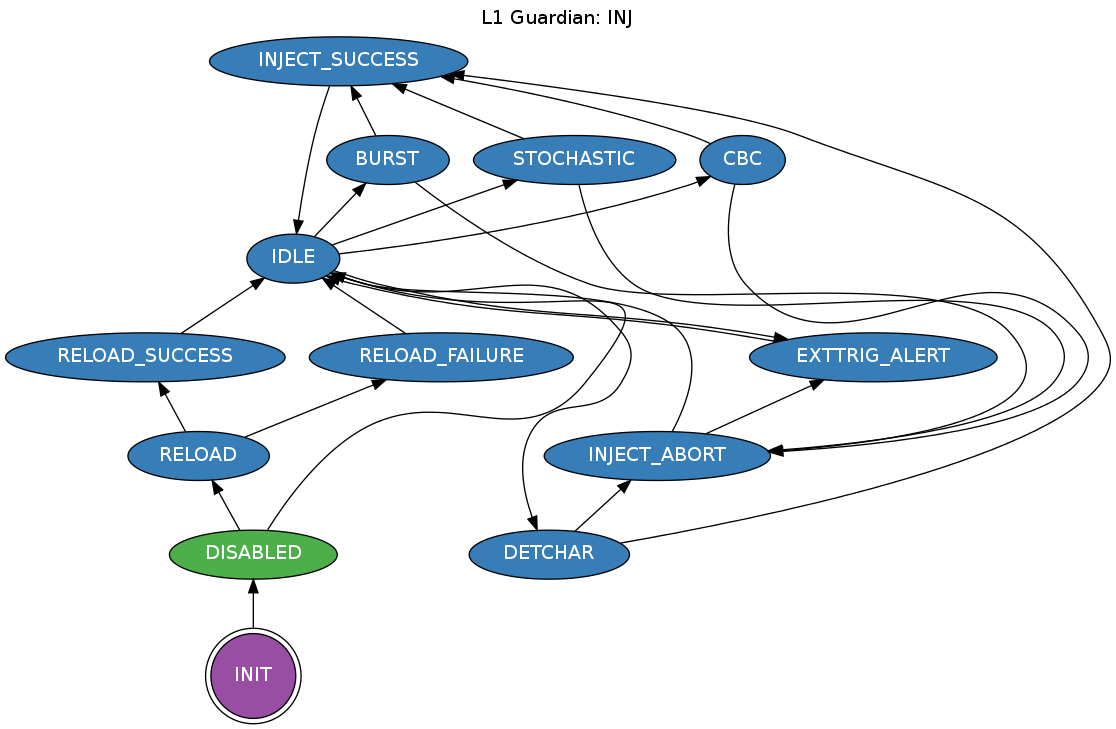 L1 Guardian: INJ
INJECT_SUCCESS
BURST
STOCHASTIC
CBC
IDLE
RELOAD_SUCCESS
RELOAD_FAILURE
EXTTRIG_ALERT
RELOAD
INJECT_ABORT
DISABLED
DETCHAR
INIT